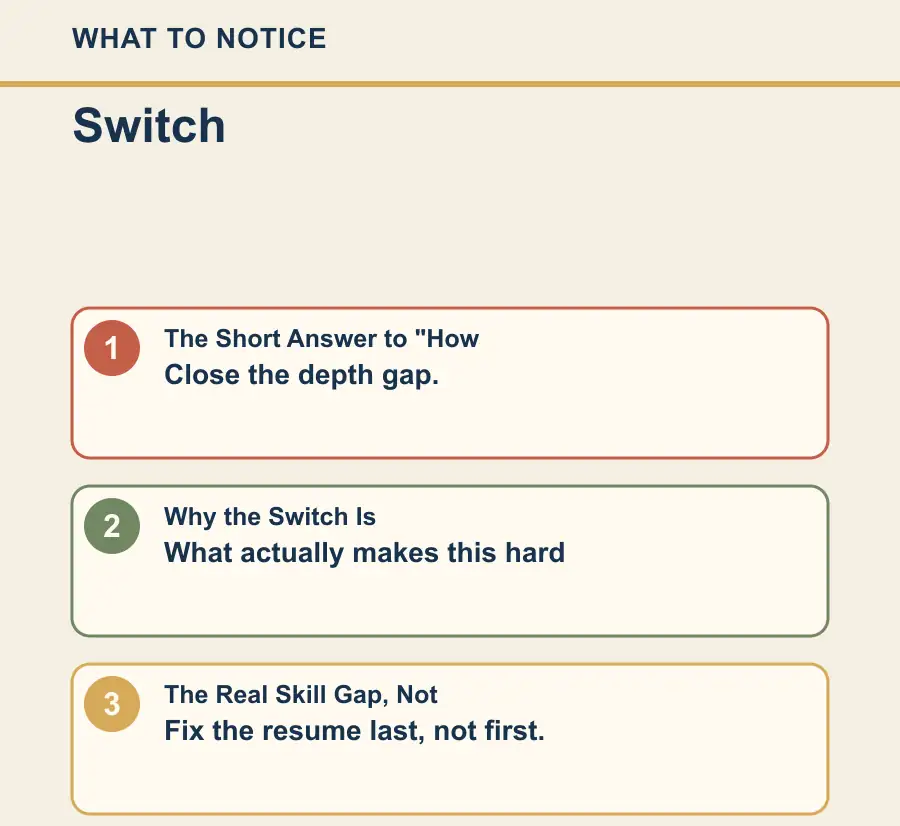 WHAT TO NOTICE
Switch
1
The Short Answer to "How
Close the depth gap.
2
Why the Switch Is
What actually makes this hard
3
The Real Skill Gap, Not
Fix the resume last, not first.